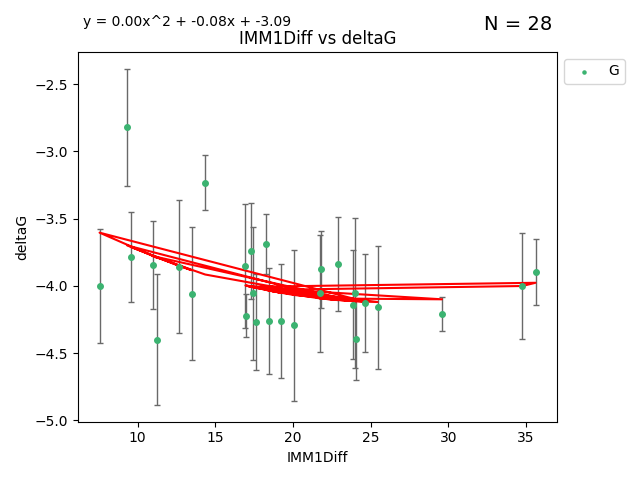 y = 0.00x^2 + -0.08x + -3.09
N = 28
IMM1Diff vs deltaG
G
−2.5
−3.0
−3.5
−4.0
−4.5
−5.0
deltaG
10 15 20 25 30 35
IMM1Diff